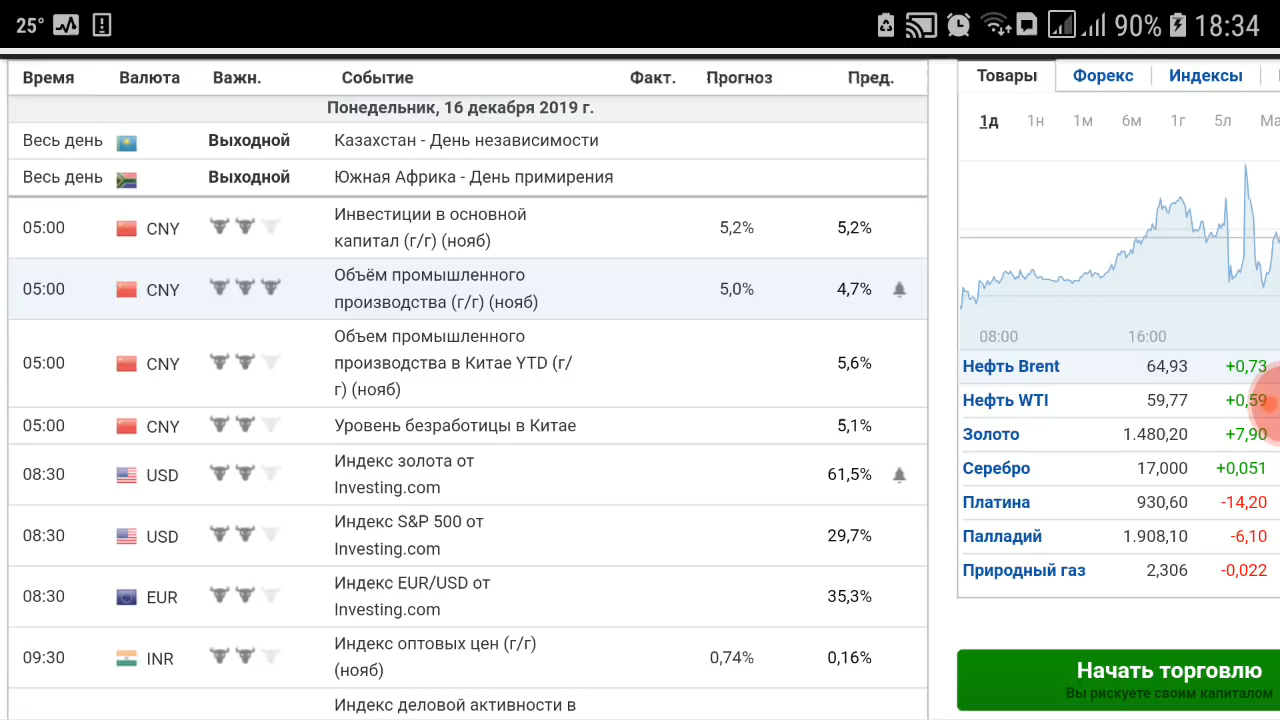 25° 90% 18:34
Время Валюта Важн. Событие Факт. Прогноз Пред.
Понедельник, 16 декабря 2019 г.
Весь день Выходной Казахстан - День независимости
Весь день Выходной Южная Африка - День примирения
05:00 CNY Инвестиции в основной
капитал (г/г) (нояб) 5,2% 5,2%
05:00 CNY Объём промышленного
производства (г/г) (нояб) 5,0% 4,7%
05:00 CNY Объем промышленного
производства в Китае YTD (г/
г) (нояб) 5,6%
05:00 CNY Уровень безработицы в Китае 5,1%
08:30 USD Индекс золота от
Investing.com 61,5%
08:30 USD Индекс S&P 500 от
Investing.com 29,7%
08:30 EUR Индекс EUR/USD от
Investing.com 35,3%
09:30 INR Индекс оптовых цен (г/г)
(нояб) 0,74% 0,16%
Индекс деловой активности в
Товары Форекс Индексы
1д 1н 1м 6м 1г 5л Ма
08:00 16:00
Нефть Brent 64,93 +0,73
Нефть WTI 59,77 +0,59
Золото 1.480,20 +7,90
Серебро 17,000 +0,051
Платина 930,60 -14,20
Палладий 1.908,10 -6,10
Природный газ 2,306 -0,022
Начать торговлю
Вы рискуете своим капиталом